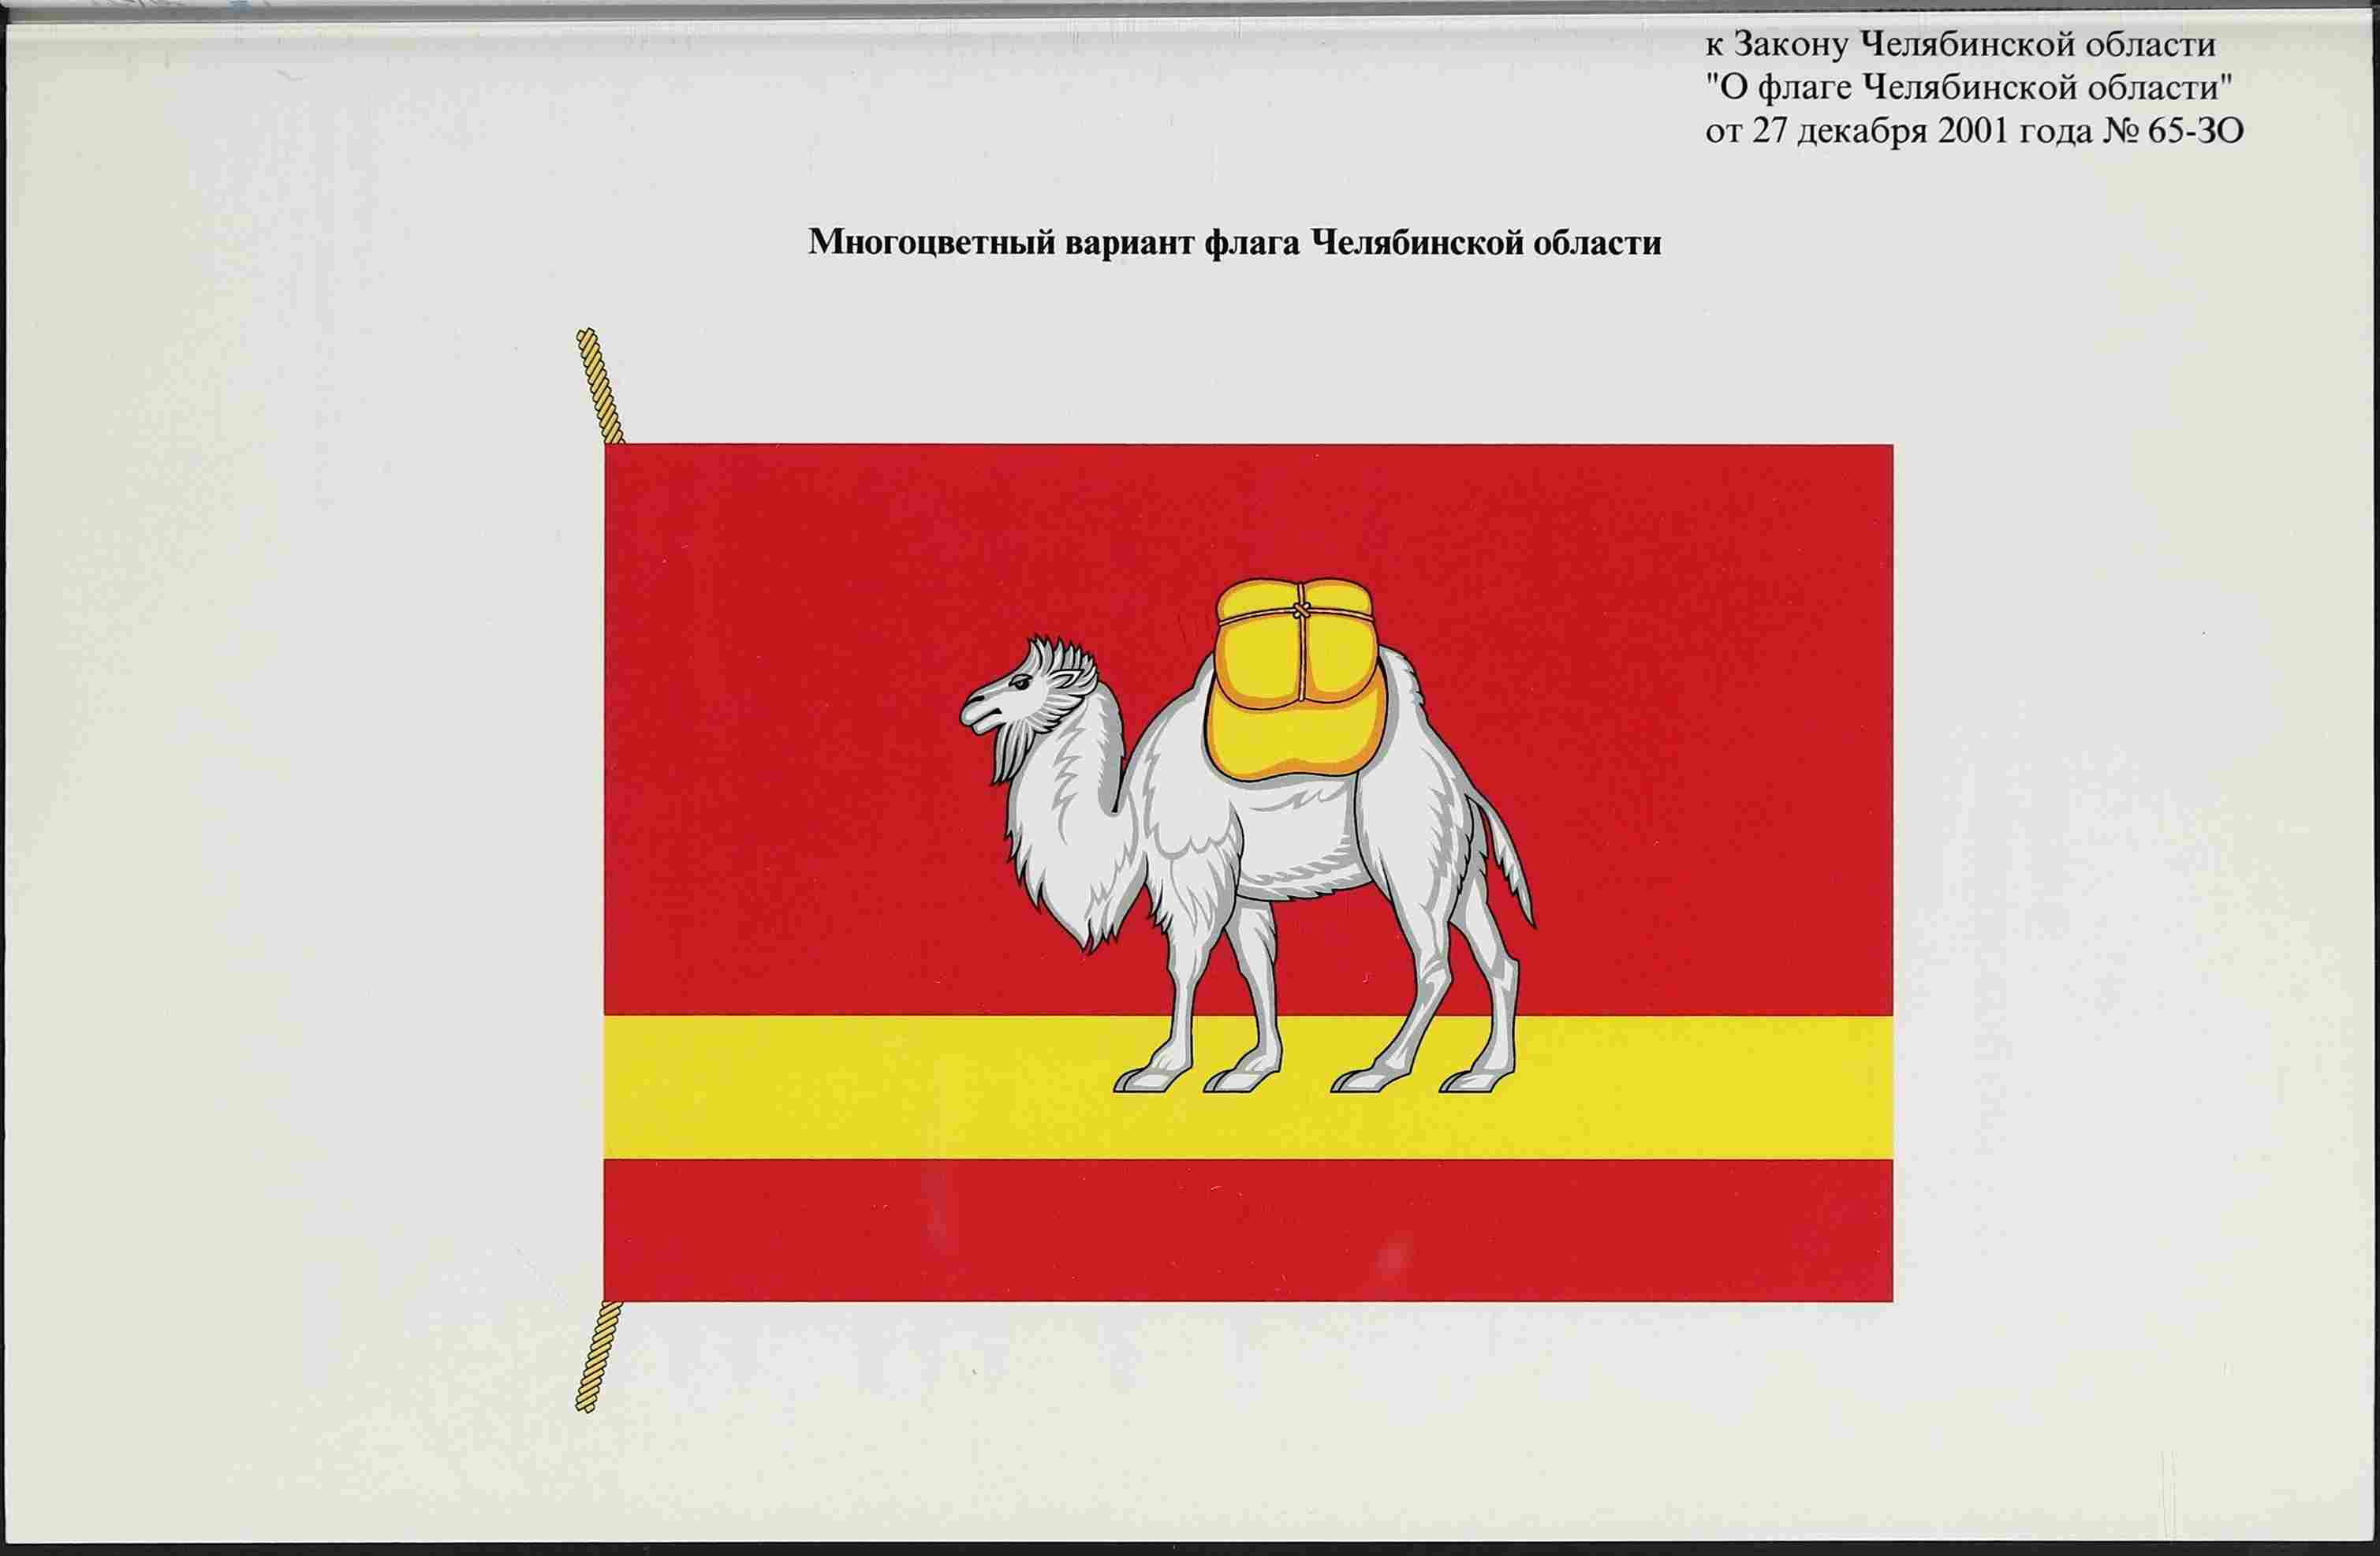 к Закону Челябинской области
"О флаге Челябинской области"
от 27 декабря 2001 года № 65-ЗО
Многоцветный вариант флага Челябинской области